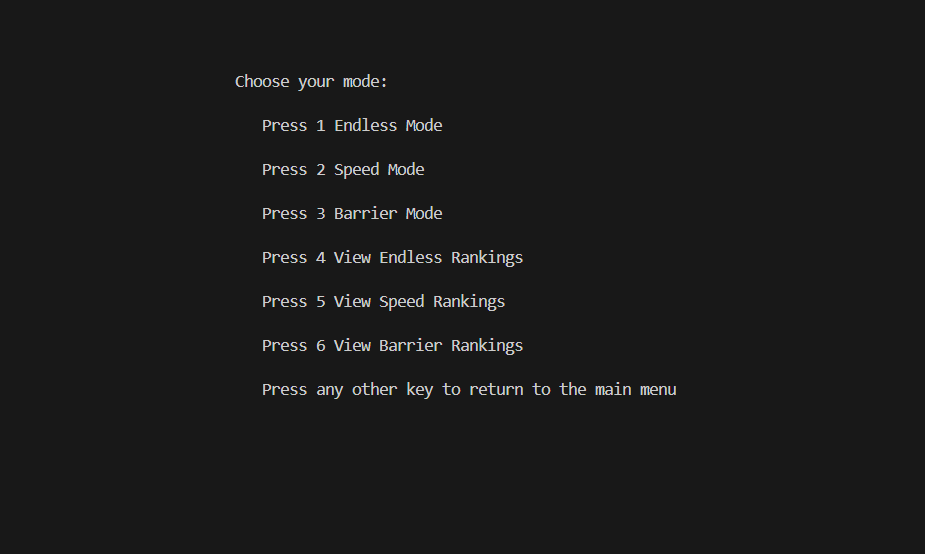 Choose your mode:
Press 1 Endless Mode
Press 2 Speed Mode
Press 3 Barrier Mode
Press 4 View Endless Rankings
Press 5 View Speed Rankings
Press 6 View Barrier Rankings
Press any other key to return to the main menu